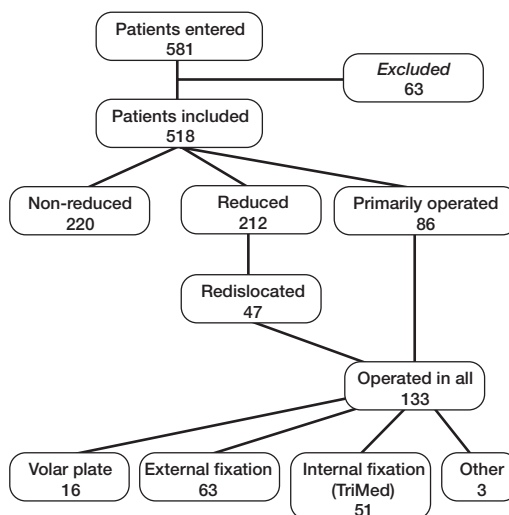 Patients entered
581
Excluded
63
Patients included
518
Non-reduced
220
Reduced
212
Primarily operated
86
Redislocated
47
Operated in all
133
Volar plate
16
External fixation
63
Internal fixation
(TriMed)
51
Other
3